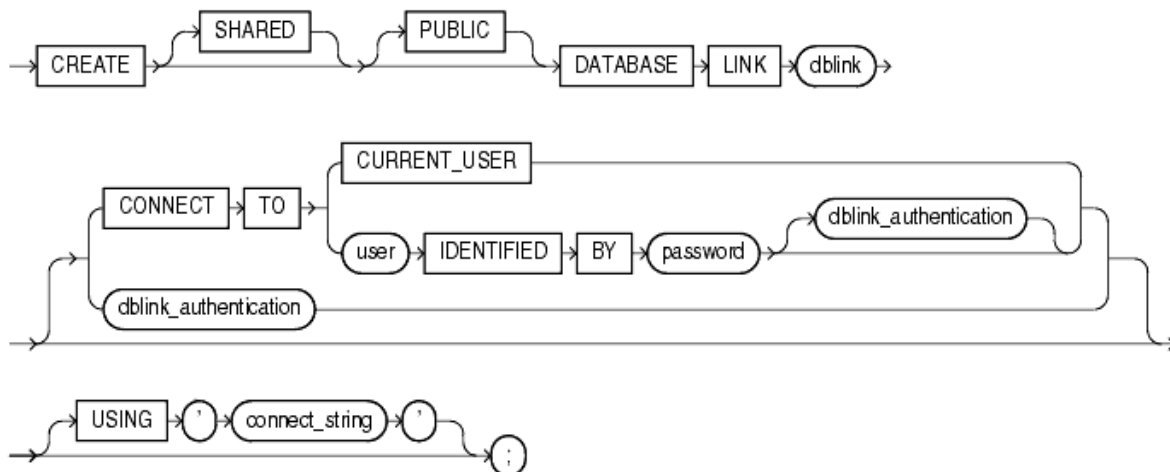 SHARED PUBLIC
CREATE DATABASE LINK dblink
CURRENT_USER
CONNECT TO dblink_authentication
user IDENTIFIED BY password
dblink_authentication
USING ' connect_string '
;